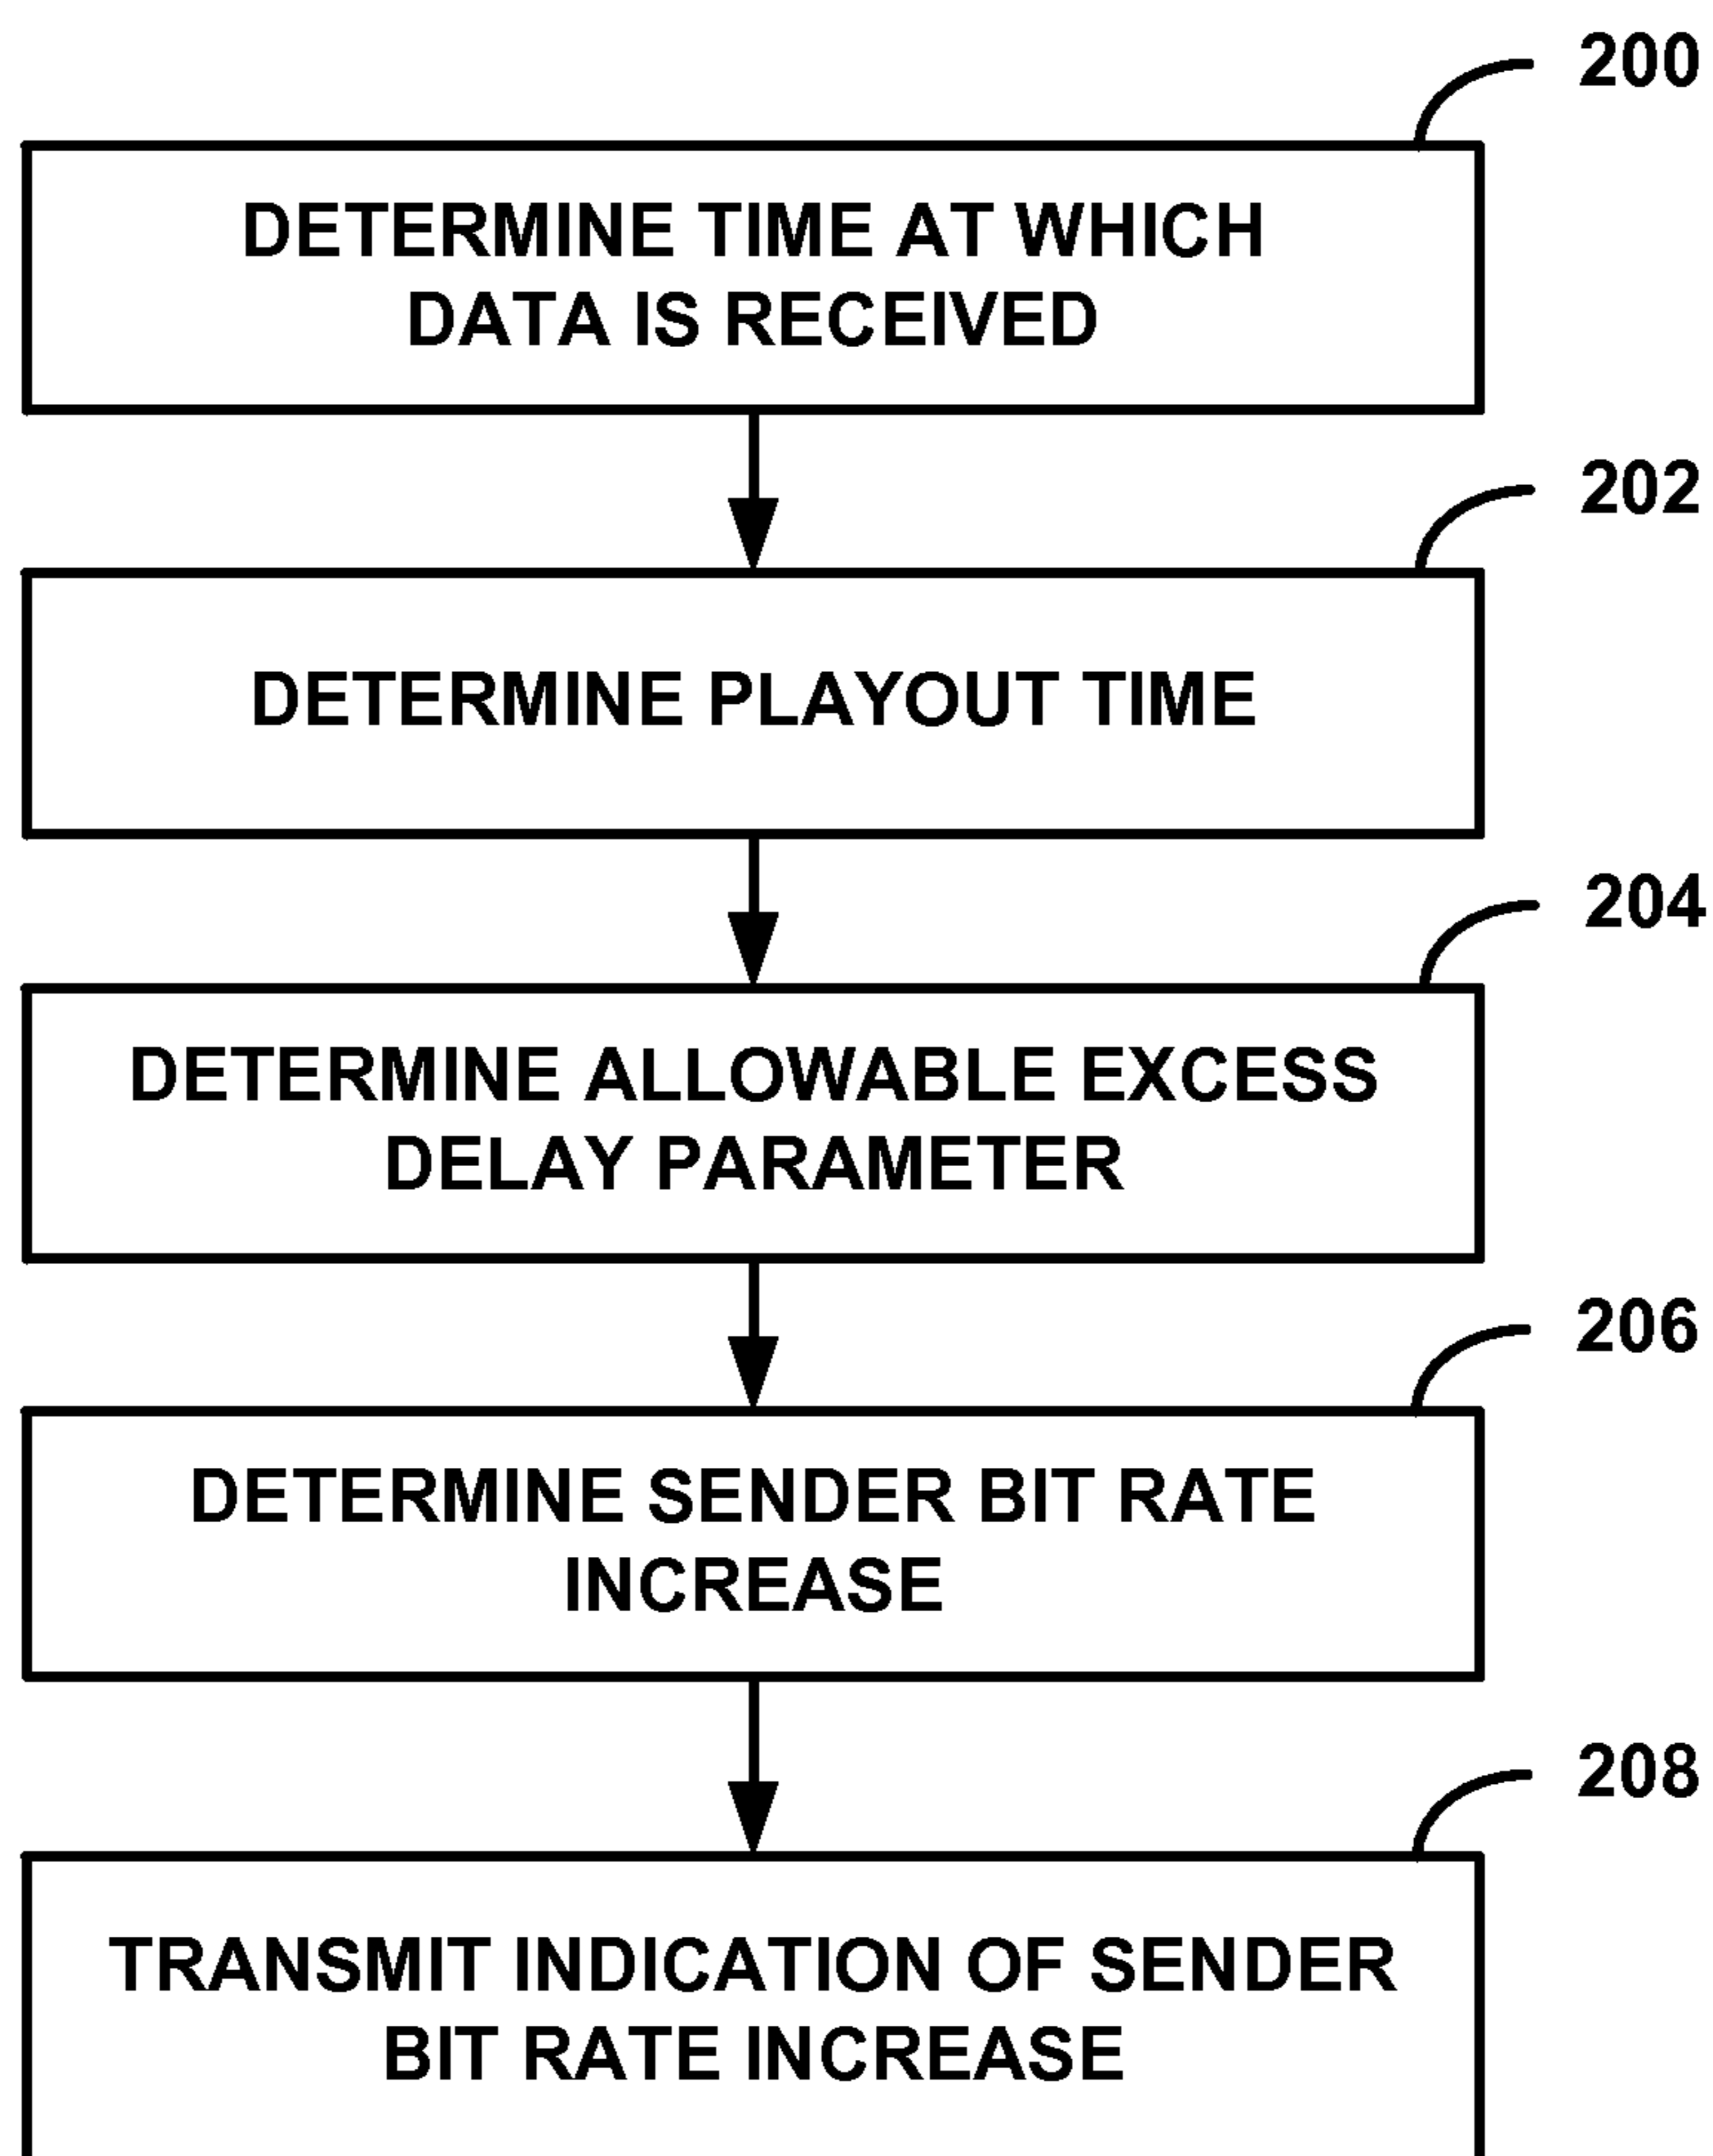 200
DETERMINE TIME AT WHICH
DATA IS RECEIVED
202
DETERMINE PLAYOUT TIME
204
DETERMINE ALLOWABLE EXCESS
DELAY PARAMETER
206
DETERMINE SENDER BIT RATE
INCREASE
208
TRANSMIT INDICATION OF SENDER
BIT RATE INCREASE